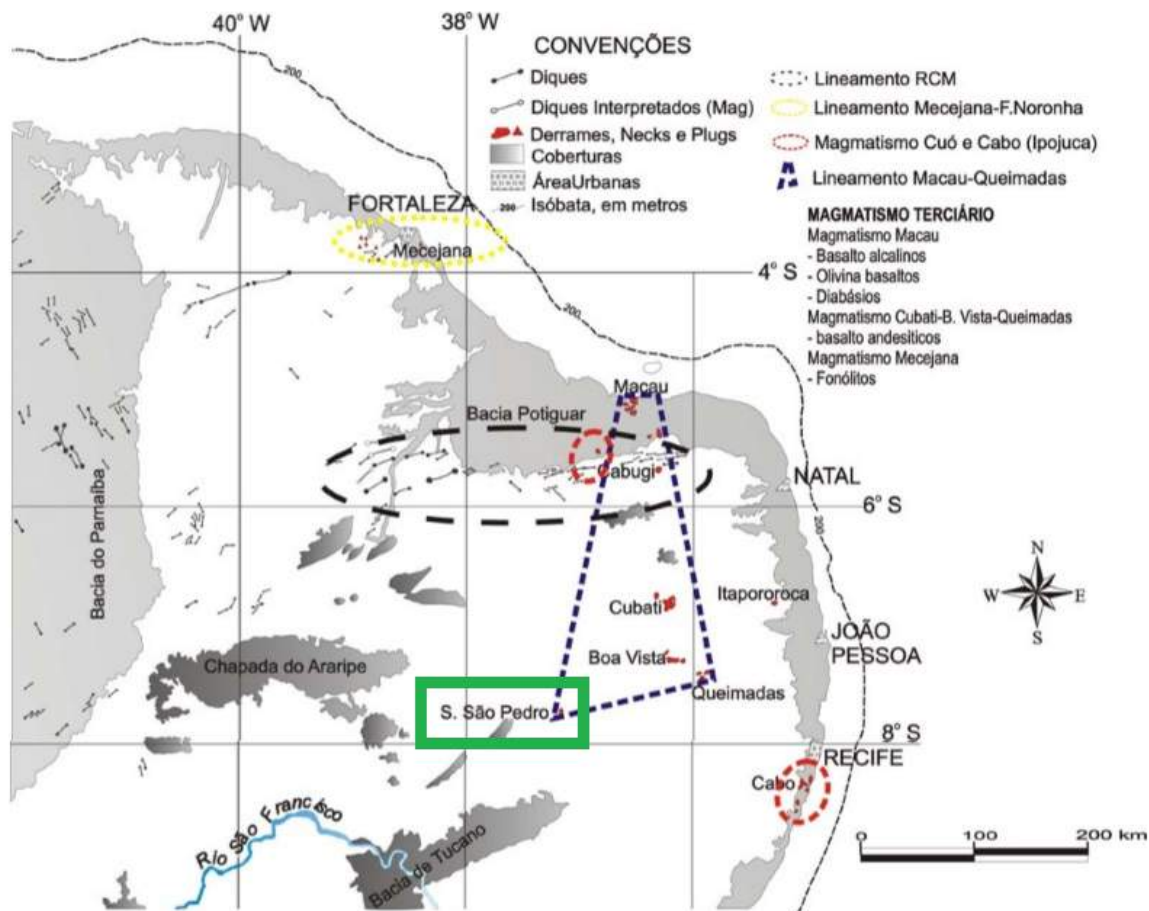 40° W
38° W
CONVENÇÕES
Diques
Diques Interpretados (Mag)
Derrames, Necks e Plugs
Coberturas
ÁreaUrbanas
200 Isóbata, em metros
Lineamento RCM
Lineamento Mecejana-F.Noronha
Magmatismo Cuó e Cabo (Ipojuca)
Lineamento Macau-Queimadas
MAGMATISMO TERCIÁRIO
Magmatismo Macau
- Basalto alcalinos
- Olivina basaltos
- Diabásios
Magmatismo Cubati-B. Vista-Queimadas
- basalto andesiticos
Magmatismo Mecejana
- Fonólitos
200
FORTALEZA
Mecejana
4° S
200
Macau
Bacia Potiguar
Cabugi
NATAL
6° S
200
Bacia do Parnaíba
Cubati
Itapororoca
N
W
E
S
JOÃO
PESSOA
Boa Vista
Chapada do Araripe
Queimadas
S. São Pedro
8° S
RECIFE
Cabo
Rio São Francisco
Bacia de Tucano
0
100
200 km